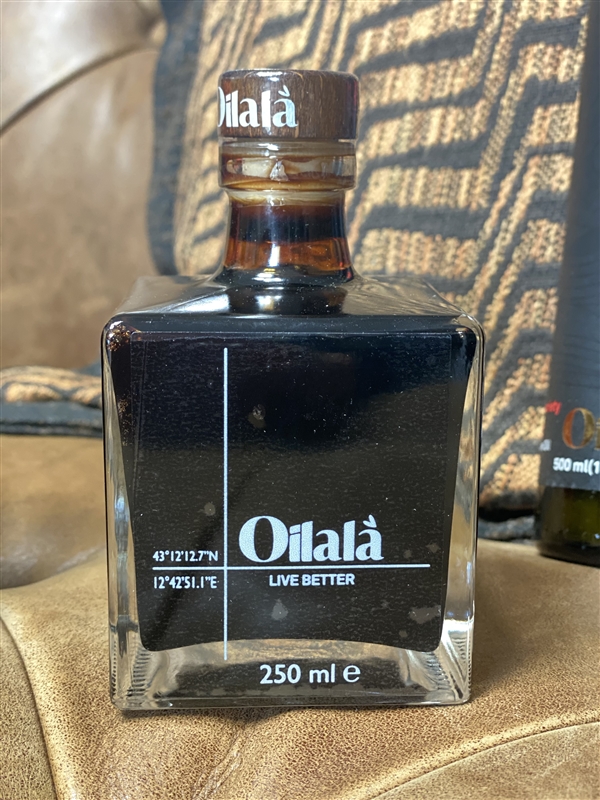 Oilalà
43°12'12.7"N
Oilalà
12°42'51.1"E
LIVE BETTER
250 ml e
500 ml